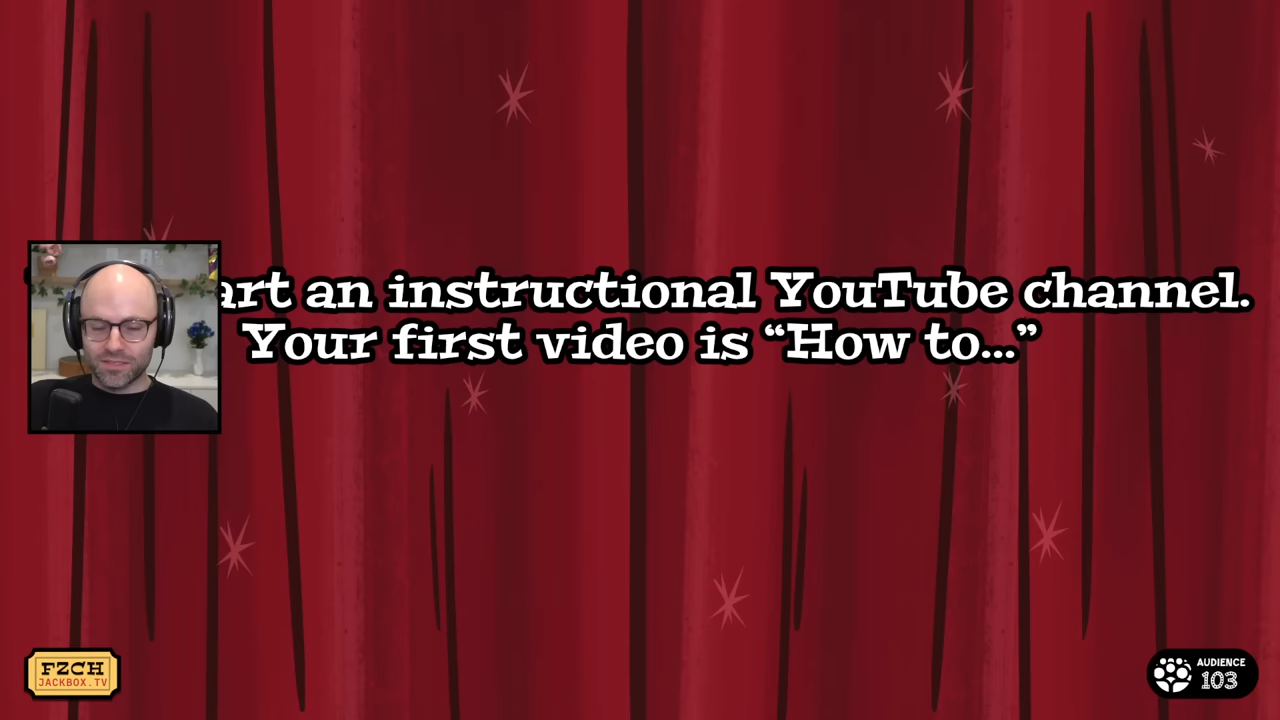 art an instructional YouTube channel.
Your first video is “How to...”
FZCH
JACKBOX.TV
AUDIENCE
103